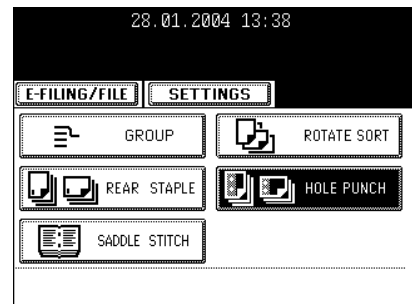 28.01.2004 13:38
E-FILING/FILE SETTINGS
GROUP ROTATE SORT
REAR STAPLE HOLE PUNCH
SADDLE STITCH